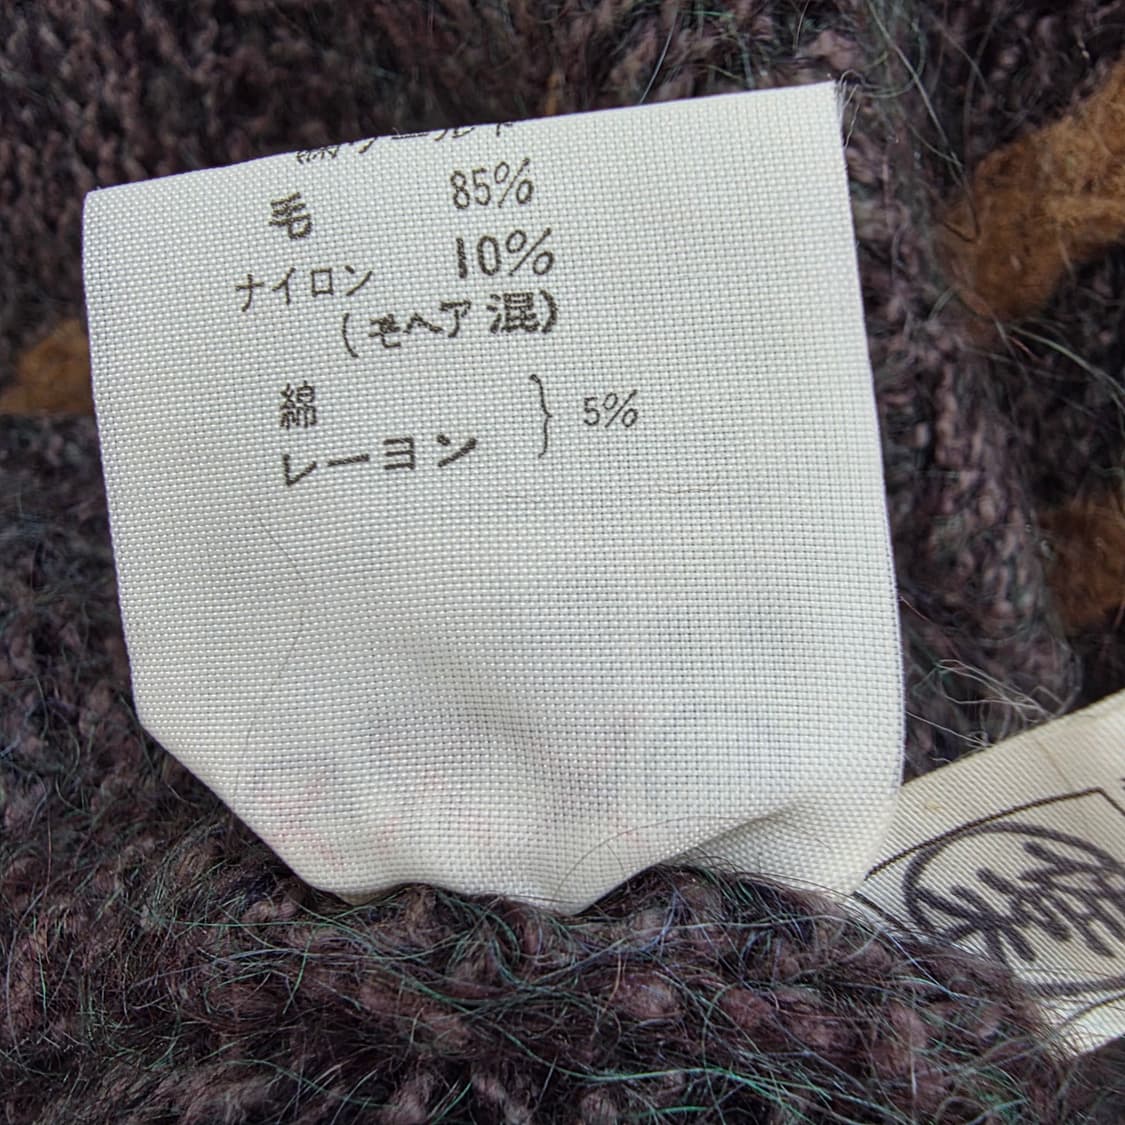 毛 85%
ナイロン 10%
(モヘア混)
綿
レーヨン } 5%